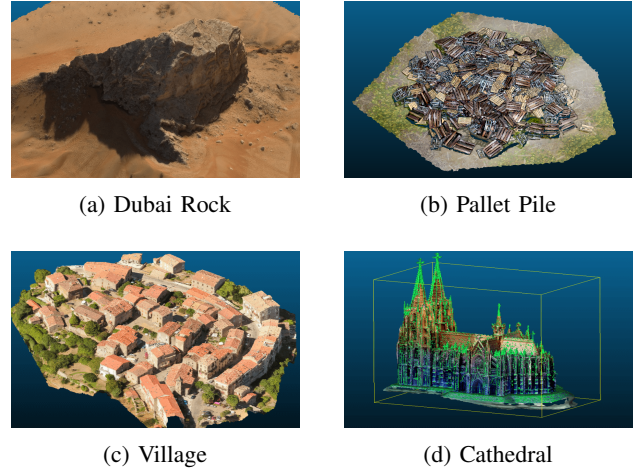 (a) Dubai Rock
(b) Pallet Pile
(c) Village
(d) Cathedral